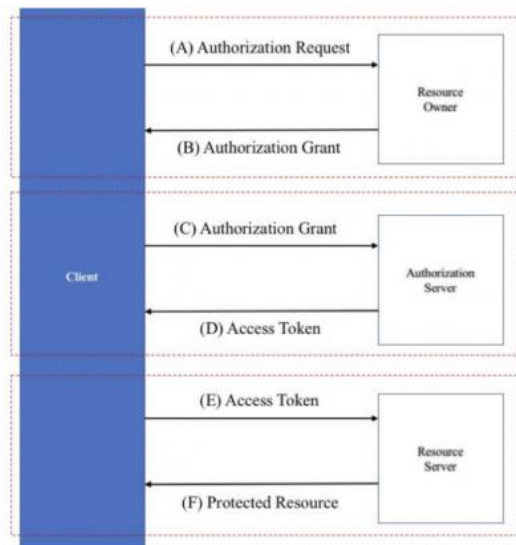 (A) Authorization Request
Resource
Owner
(B) Authorization Grant
(C) Authorization Grant
Client
Authorization
Server
(D) Access Token
(E) Access Token
Resource
Server
(F) Protected Resource